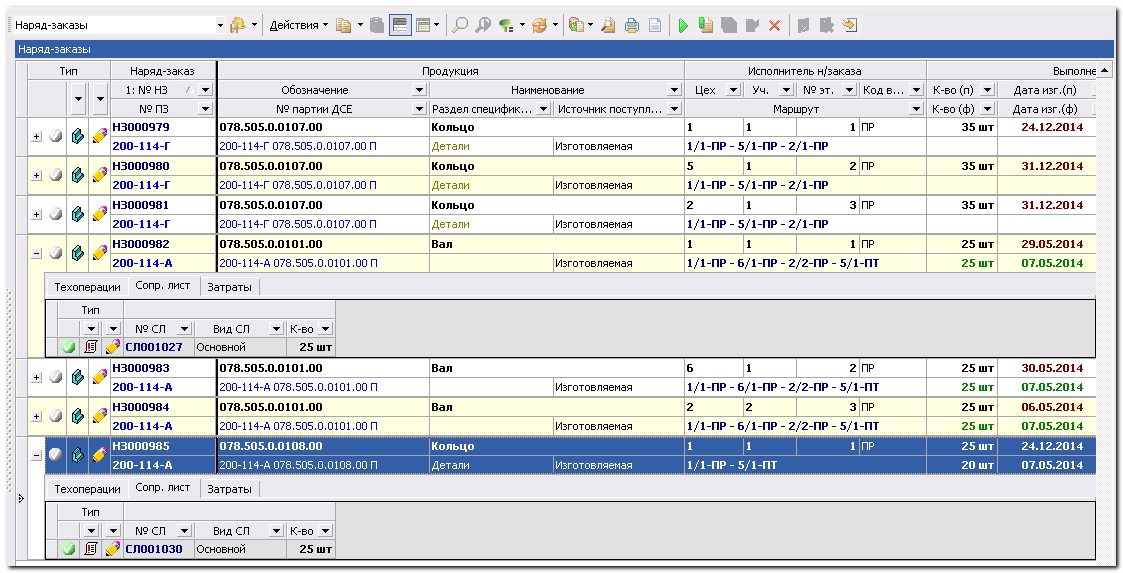 Наряд-заказы Действия
Наряд-заказы
Тип Наряд-заказ Продукция Исполнитель н/заказа Выполне
1: № НЗ Обозначение Наименование Цех Уч. № эт. Код в... К-во (п) Дата изг.(п)
№ ПЗ № партии ДСЕ Раздел специфик... Источник поступл... Маршрут К-во (ф) Дата изг.(ф)
НЗ000979 078.505.0.0107.00 Кольцо 1 1 1 ПР 35 шт 24.12.2014
200-114-Г 200-114-Г 078.505.0.0107.00 П Детали Изготовляемая 1/1-ПР - 5/1-ПР - 2/1-ПР
НЗ000980 078.505.0.0107.00 Кольцо 5 1 2 ПР 35 шт 31.12.2014
200-114-Г 200-114-Г 078.505.0.0107.00 П Детали Изготовляемая 1/1-ПР - 5/1-ПР - 2/1-ПР
НЗ000981 078.505.0.0107.00 Кольцо 2 1 3 ПР 35 шт 31.12.2014
200-114-Г 200-114-Г 078.505.0.0107.00 П Детали Изготовляемая 1/1-ПР - 5/1-ПР - 2/1-ПР
НЗ000982 078.505.0.0101.00 Вал 1 1 1 ПР 25 шт 29.05.2014
200-114-А 200-114-А 078.505.0.0101.00 П Изготовляемая 1/1-ПР - 6/1-ПР - 2/2-ПР - 5/1-ПТ 25 шт 07.05.2014
Техоперации Сопр. лист Затраты
Тип
№ СЛ Вид СЛ К-во
СЛ001027 Основной 25 шт
НЗ000983 078.505.0.0101.00 Вал 6 1 2 ПР 25 шт 30.05.2014
200-114-А 200-114-А 078.505.0.0101.00 П Изготовляемая 1/1-ПР - 6/1-ПР - 2/2-ПР - 5/1-ПТ 25 шт 07.05.2014
НЗ000984 078.505.0.0101.00 Вал 2 2 3 ПР 25 шт 06.05.2014
200-114-А 200-114-А 078.505.0.0101.00 П Изготовляемая 1/1-ПР - 6/1-ПР - 2/2-ПР - 5/1-ПТ 25 шт 07.05.2014
НЗ000985 078.505.0.0108.00 Кольцо 1 1 1 ПР 25 шт 24.12.2014
200-114-А 200-114-А 078.505.0.0108.00 П Детали Изготовляемая 1/1-ПР - 5/1-ПТ 20 шт 07.05.2014
Техоперации Сопр. лист Затраты
Тип
№ СЛ Вид СЛ К-во
СЛ001030 Основной 25 шт